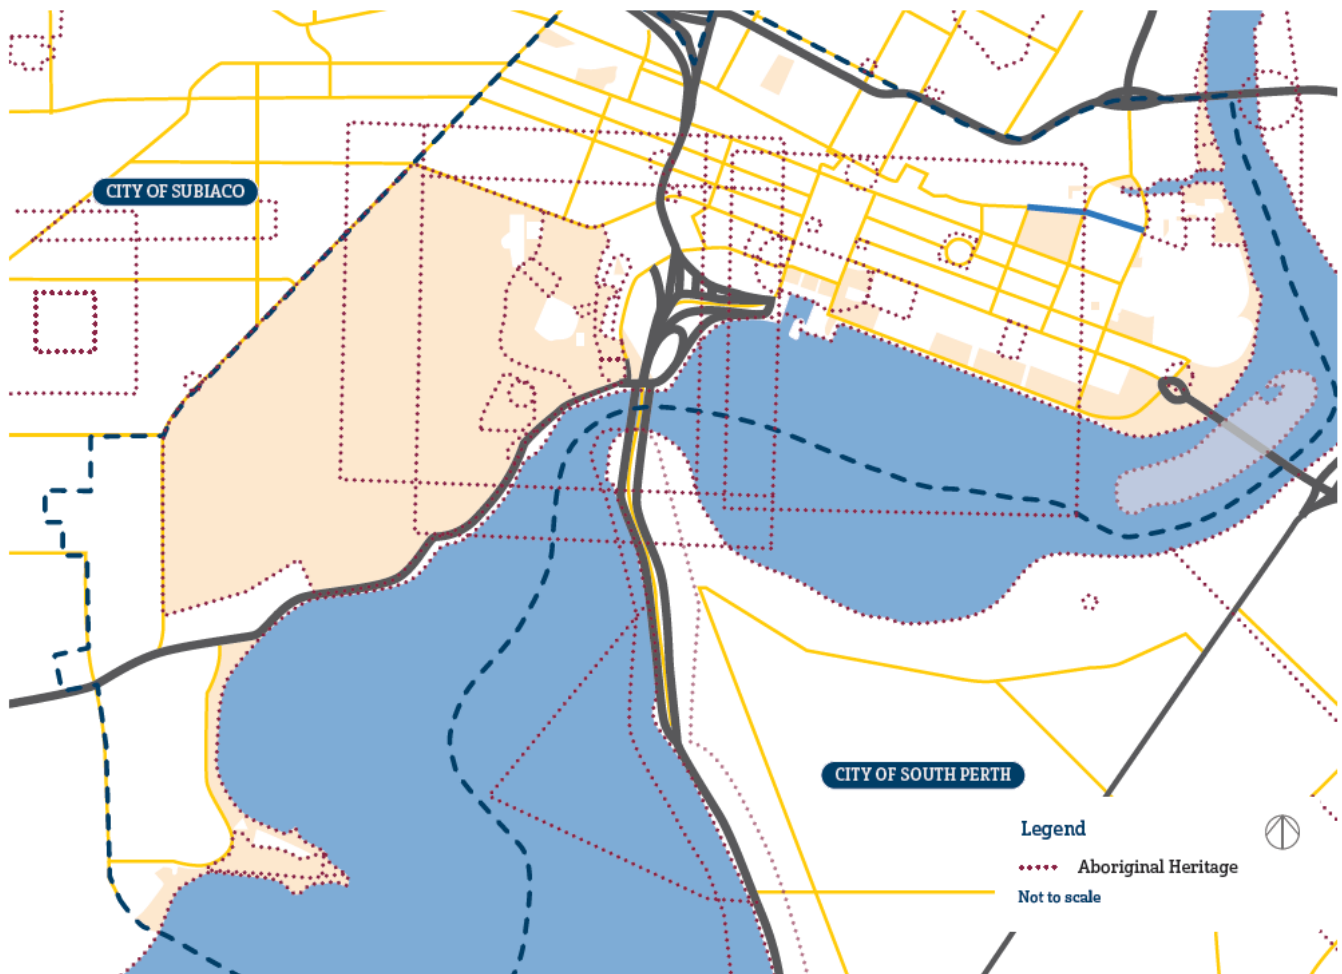 CITY OF SUBIACO
CITY OF SOUTH PERTH
Legend
Aboriginal Heritage
Not to scale